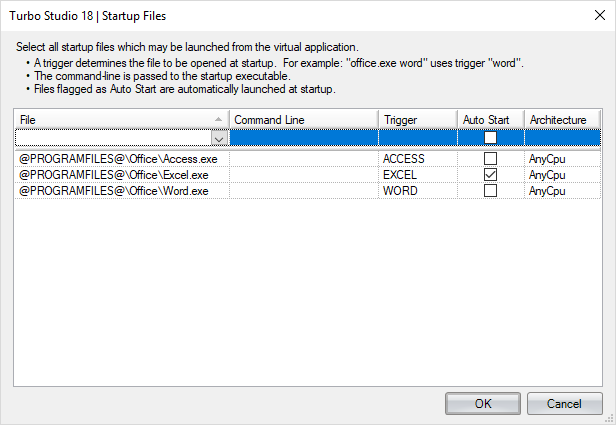 Turbo Studio 18 | Startup Files
Select all startup files which may be launched from the virtual application.
• A trigger determines the file to be opened at startup.  For example: "office.exe word" uses trigger "word".
• The command-line is passed to the startup executable.
• Files flagged as Auto Start are automatically launched at startup.
File Command Line Trigger Auto Start Architecture
@PROGRAMFILES@\Office\Access.exe ACCESS AnyCpu
@PROGRAMFILES@\Office\Excel.exe EXCEL AnyCpu
@PROGRAMFILES@\Office\Word.exe WORD AnyCpu
OK Cancel